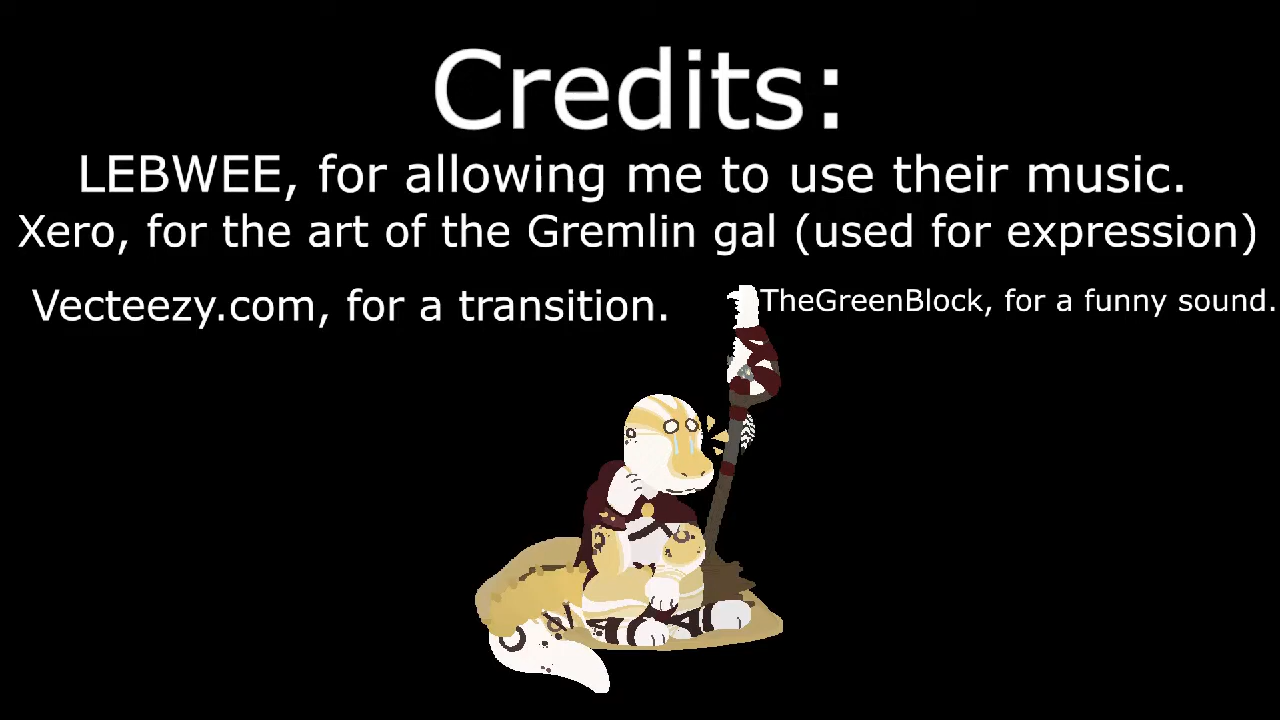 Credits:
LEBWEE, for allowing me to use their music.
Xero, for the art of the Gremlin gal (used for expression)
Vecteezy.com, for a transition.
TheGreenBlock, for a funny sound.